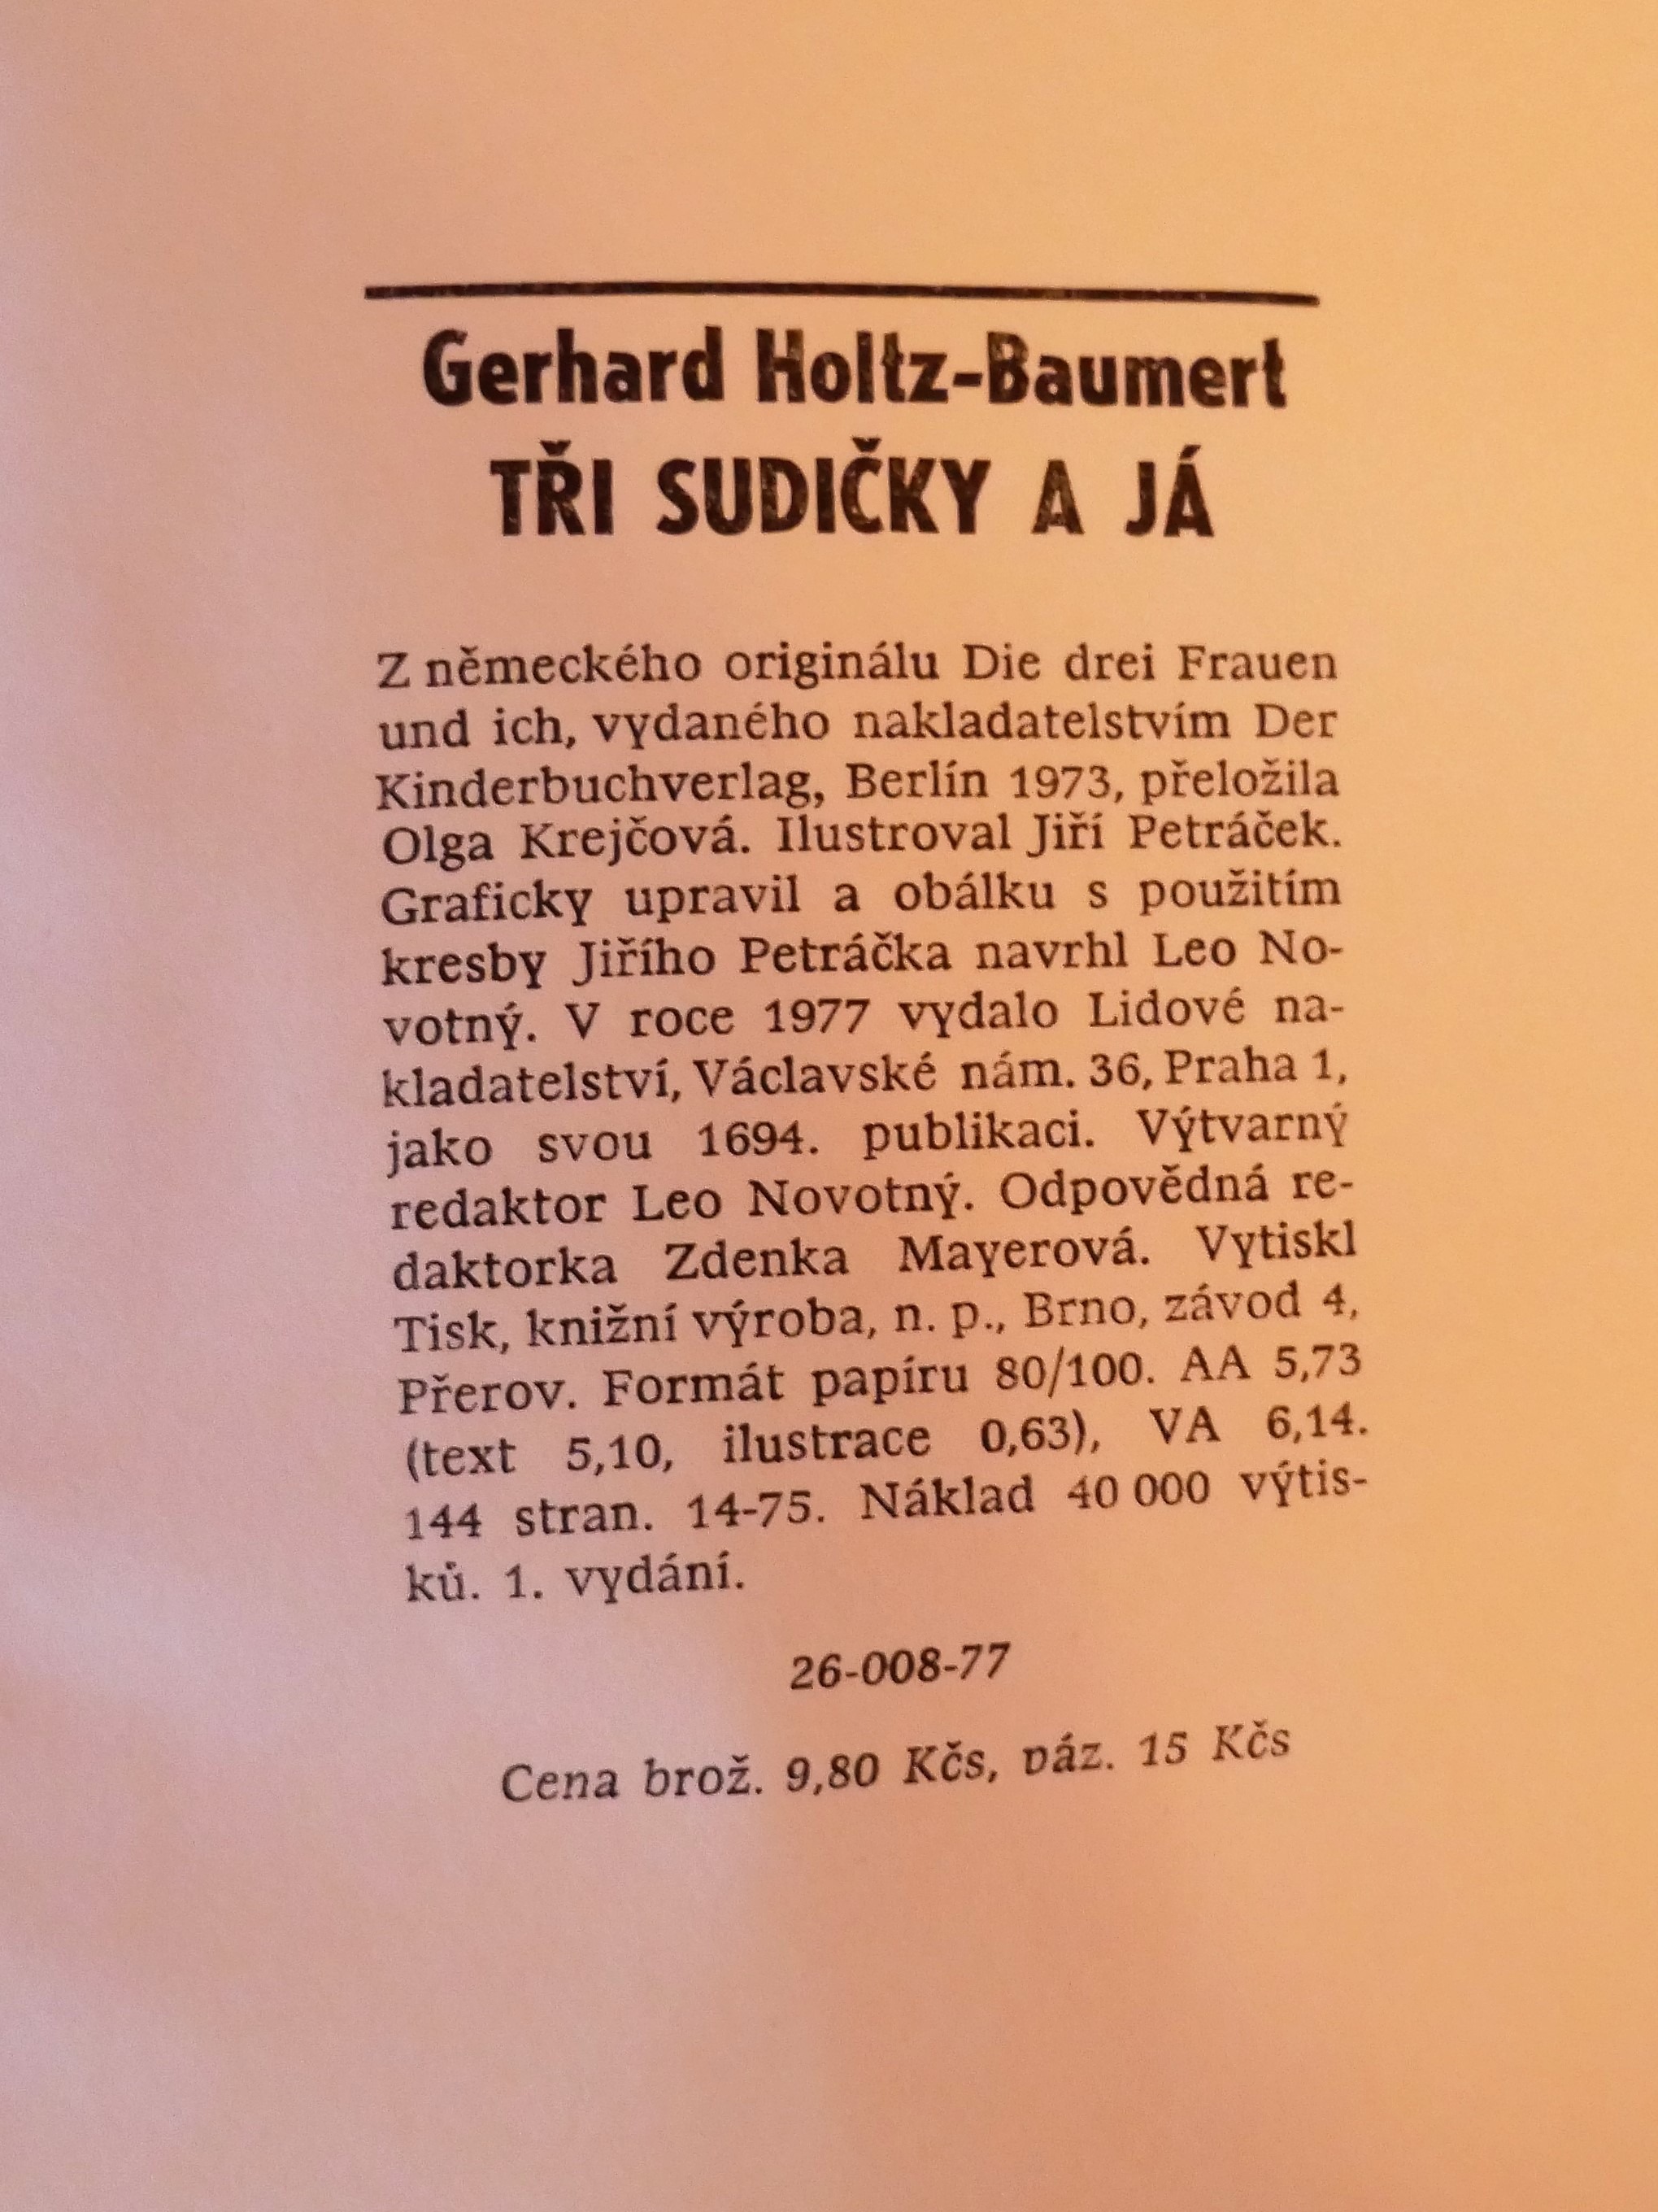 Gerhard Holtz-Baumert
TŘI SUDIČKY A JÁ
Z německého originálu Die drei Frauen
und ich, vydaného nakladatelstvím Der
Kinderbuchverlag, Berlín 1973, přeložila
Olga Krejčová. Ilustroval Jiří Petráček.
Graficky upravil a obálku s použitím
kresby Jiřího Petráčka navrhl Leo No-
votný. V roce 1977 vydalo Lidové na-
kladatelství, Václavské nám. 36, Praha 1,
jako svou 1694. publikaci. Výtvarný
redaktor Leo Novotný. Odpovědná re-
daktorka Zdenka Mayerová. Vytiskl
Tisk, knižní výroba, n. p., Brno, závod 4,
Přerov. Formát papíru 80/100. AA 5,73
(text 5,10, ilustrace 0,63), VA 6,14.
144 stran. 14-75. Náklad 40 000 výtis-
ků. 1. vydání.
26-008-77
Cena brož. 9,80 Kčs, váz. 15 Kčs